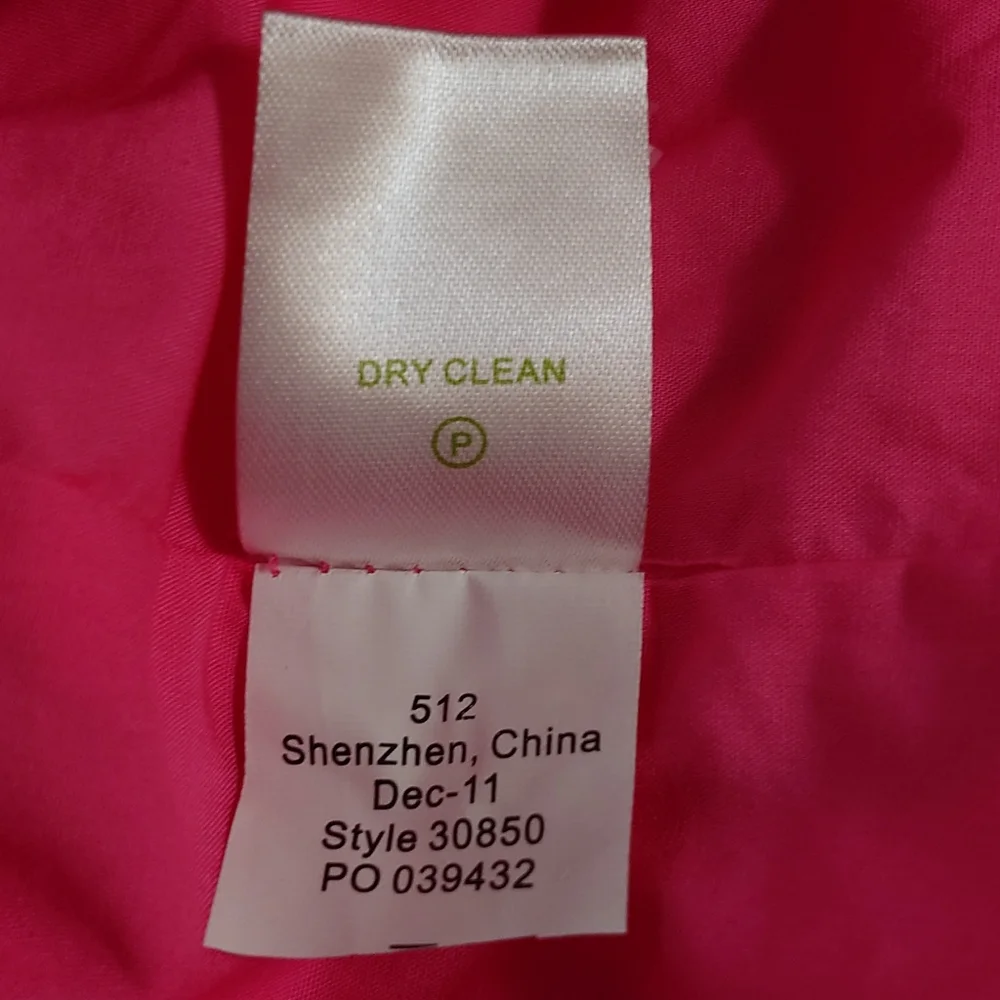 DRY CLEAN
P
512
Shenzhen, China
Dec-11
Style 30850
PO 039432